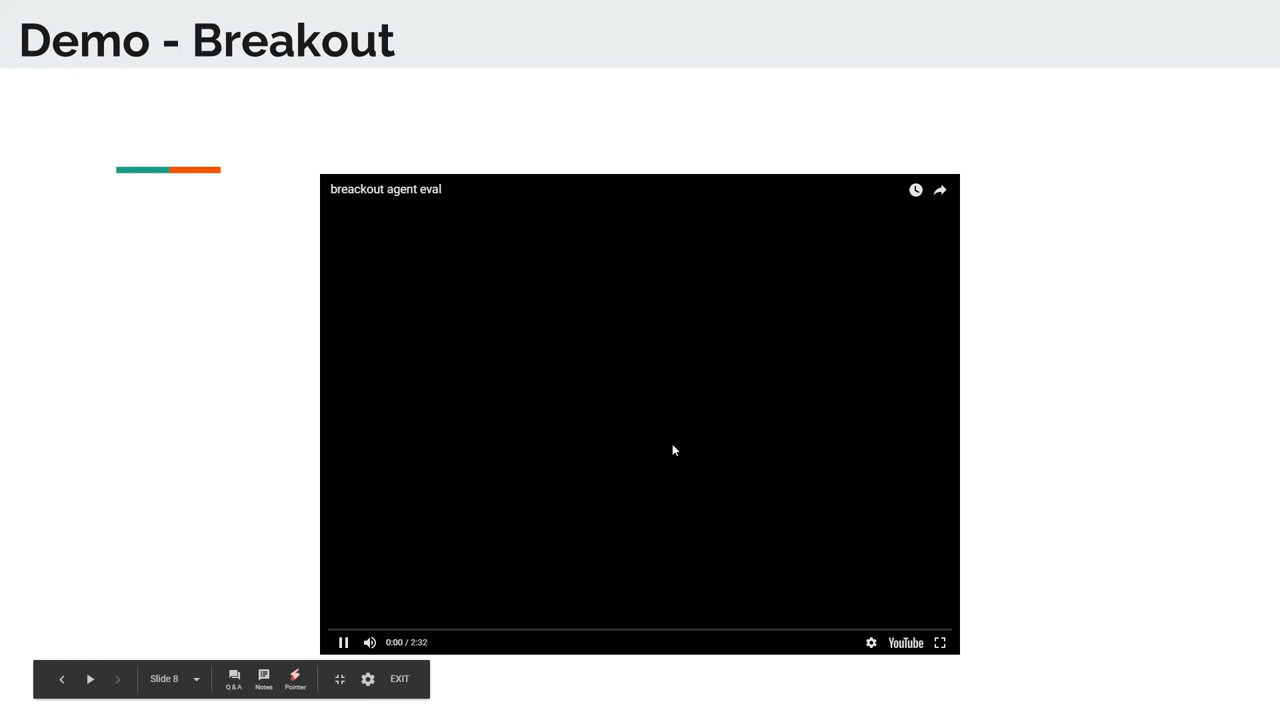 Demo - Breakout
breackout agent eval
0:00 / 2:32
YouTube
Slide 8
Q & A
Notes
Pointer
EXIT